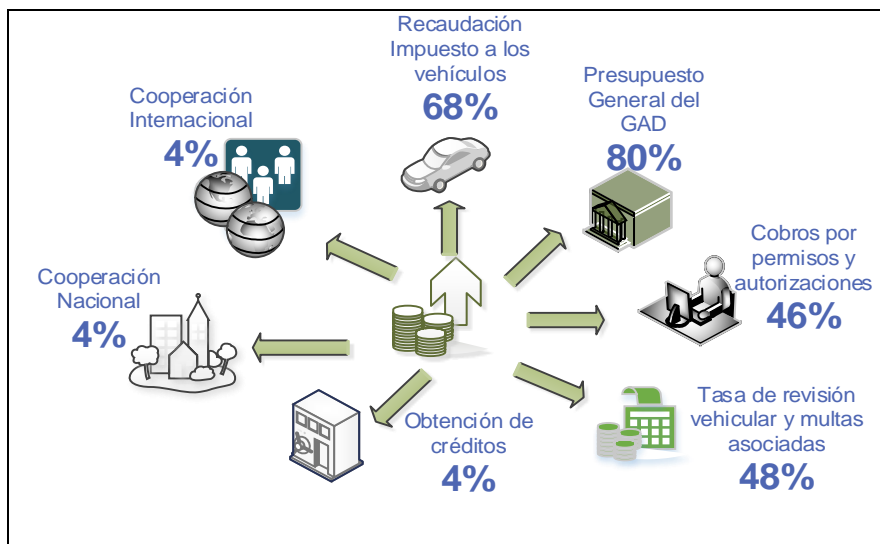 Recaudación
Impuesto a los
vehículos
68%
Presupuesto
General del
GAD
80%
Cooperación
Internacional
4%
Cobros por
permisos y
autorizaciones
46%
Cooperación
Nacional
4%
Tasa de revisión
vehicular y multas
asociadas
48%
Obtención de
créditos
4%